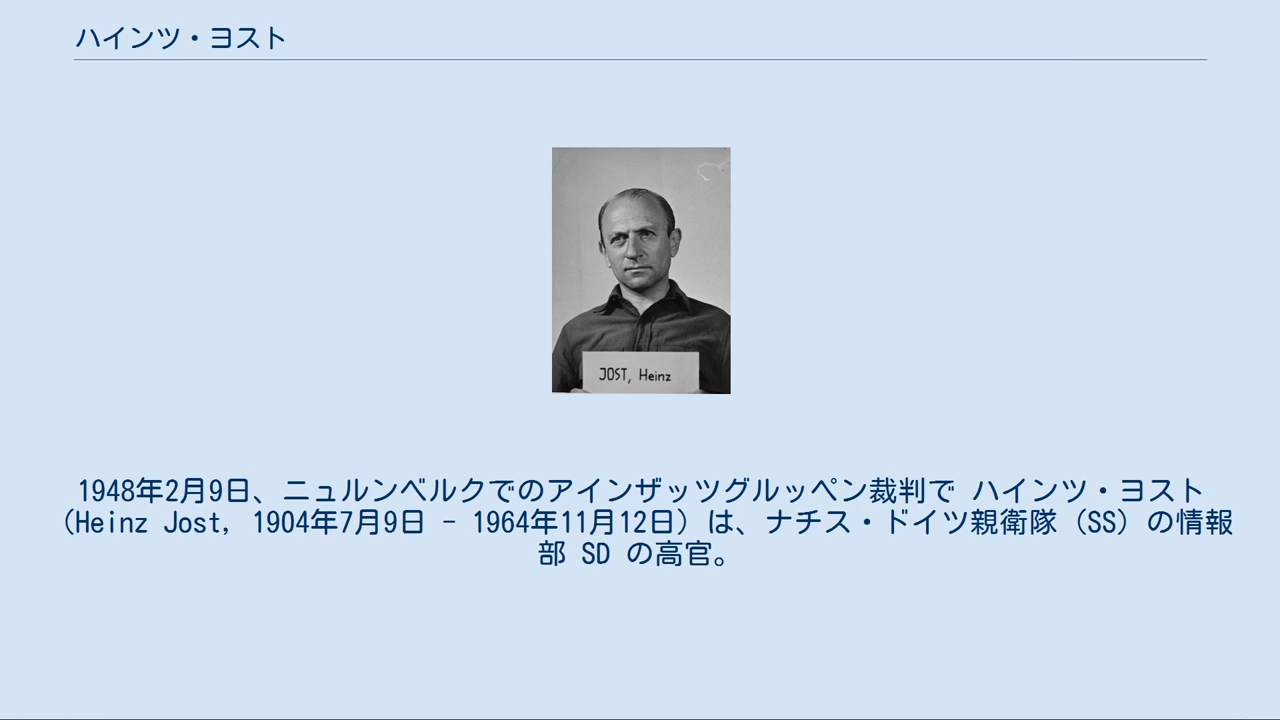 ハインツ・ヨスト
JOST, Heinz
1948年2月9日、ニュルンベルクでのアインザッツグルッペン裁判で ハインツ・ヨスト
（Heinz Jost, 1904年7月9日 - 1964年11月12日）は、ナチス・ドイツ親衛隊（SS）の情報
部 SD の高官。